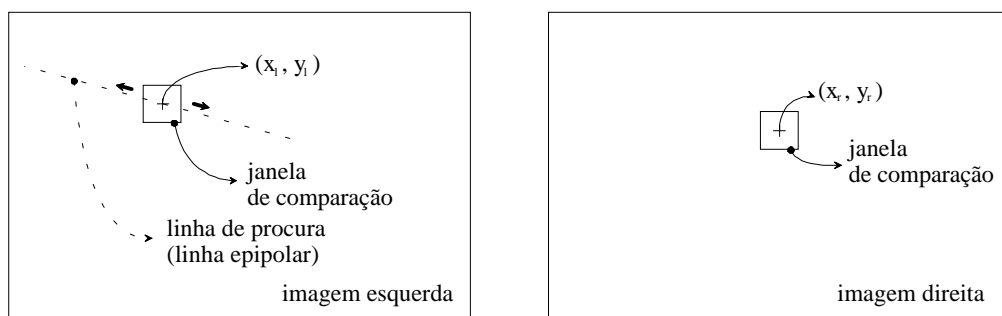 (x_l , y_l )
janela
de comparação
linha de procura
(linha epipolar)
imagem esquerda
(x_r , y_r )
janela
de comparação
imagem direita